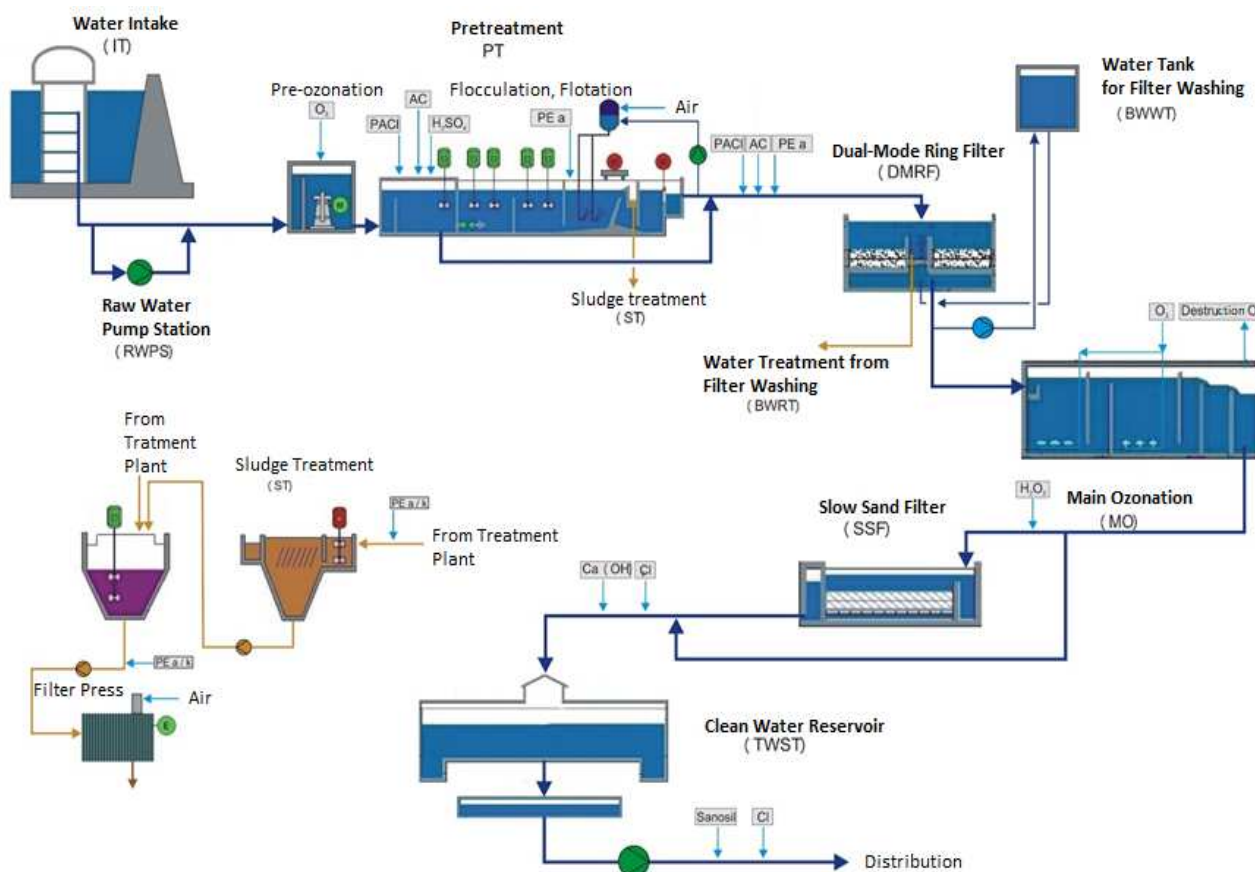 Water Intake
( IT)
Pretreatment
PT
Pre-ozonation
Flocculation, Flotation
O₃
PACl
AC
H₂SO₄
PE a
Air
PACl AC PE a
Dual-Mode Ring Filter
(DMRF)
Water Tank
for Filter Washing
(BWWT)
M
Raw Water
Pump Station
(RWPS)
Sludge treatment
(ST)
Water Treatment from
Filter Washing
(BWRT)
Destruction O
From
Tratment
Plant
Sludge Treatment
(ST)
PE a / k
From Treatment
Plant
H₂O₂
Main Ozonation
(MO)
Slow Sand Filter
(SSF)
Ca (OH)
Cl
PE a / k
Filter Press
Air
E
Clean Water Reservoir
(TWST)
Sanosil
Cl
Distribution